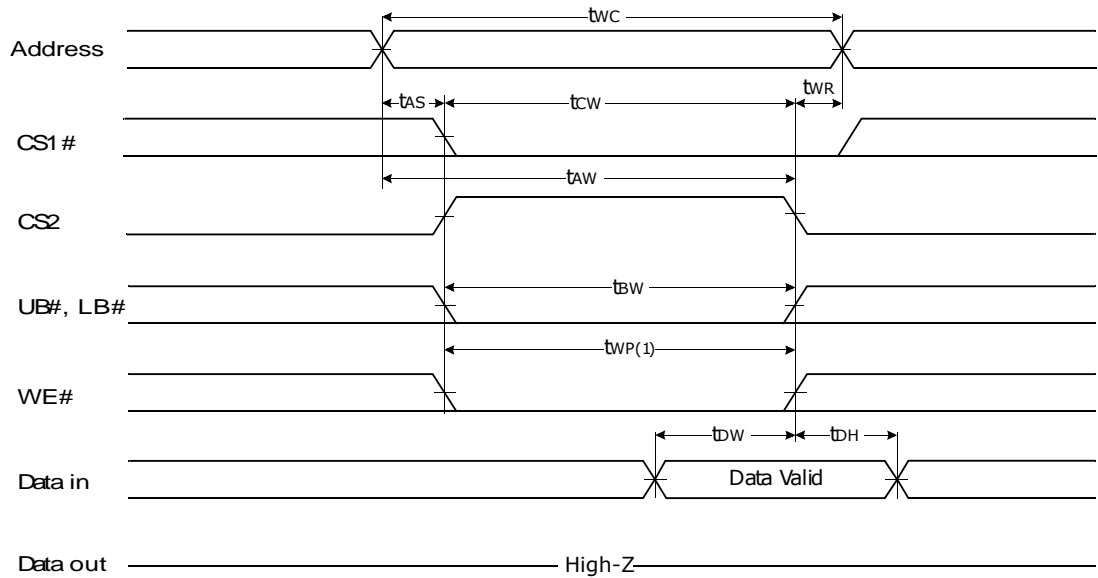 tWC
Address
tAS
tCW
tWR
CS1#
tAW
CS2
tBW
UB#, LB#
tWP(1)
WE#
tDW
tDH
Data in
Data Valid
Data out
High-Z